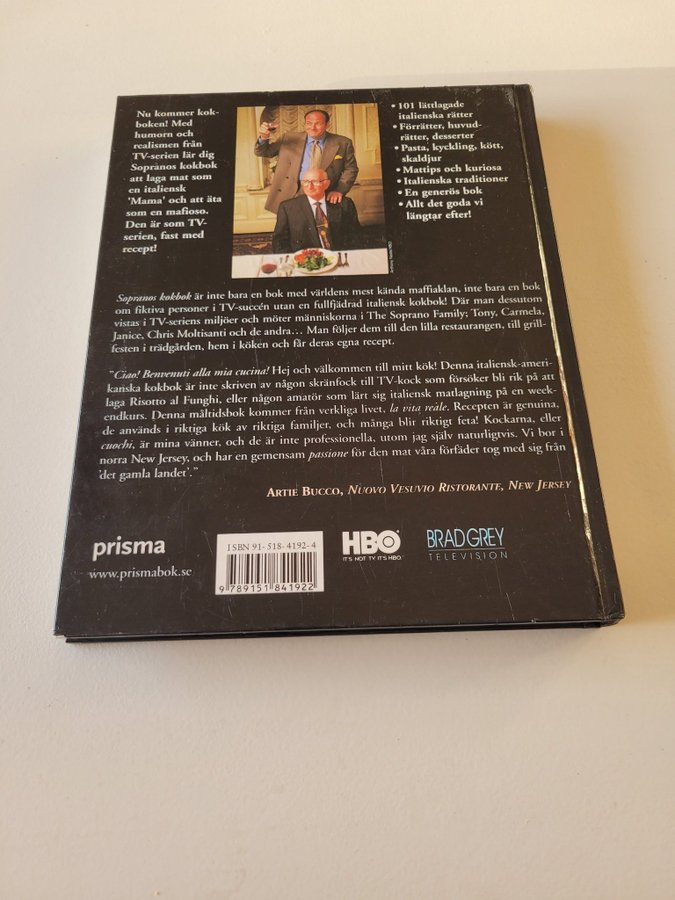 Nu kommer kok-
boken! Med
humorn och
realismen från
TV-serien lär dig
Sopranos kokbok
att laga mat som
en italiensk
'Mama' och att äta
som en mafioso.
Den är som TV-
serien, fast med
recept!
• 101 lättlagade
italienska rätter
• Förrätter, huvud-
rätter, desserter
• Pasta, kyckling, kött,
skaldjur
• Mattips och kuriosa
• Italienska traditioner
• En generös bok
• Allt det goda vi
längtar efter!
Sopranos kokbok är inte bara en bok med världens mest kända maffiaklan, inte bara en bok
om fiktiva personer i TV-succén utan en fullfjädrad italiensk kokbok! Där man dessutom
vistas i TV-seriens miljöer och möter människorna i The Soprano Family; Tony, Carmela,
Janice, Chris Moltisanti och de andra... Man följer dem till den lilla restaurangen, till grill-
festen i trädgården, hem i köken och får deras egna recept.
"Ciao! Benvenuti alla mia cucina! Hej och välkommen till mitt kök! Denna italiensk-ameri-
kanska kokbok är inte skriven av någon skränfock till TV-kock som försöker bli rik på att
laga Risotto al Funghi, eller någon amatör som lärt sig italiensk matlagning på en week-
endkurs. Denna måltidsbok kommer från verkliga livet, la vita reale. Recepten är genuina,
de används i riktiga kök av riktiga familjer, och många blir riktigt feta! Kockarna, eller
cuochi, är mina vänner, och de är inte professionella, utom jag själv naturligtvis. Vi bor i
norra New Jersey, och har en gemensam passione för den mat våra förfäder tog med sig från
'det gamla landet'."
Artie Bucco, Nuovo Vesuvio Ristorante, New Jersey
prisma
www.prismabok.se
ISBN 91-518-4192-4
9 789151 841922
HBO
IT'S NOT TV. IT'S HBO.
BRAD GREY
TELEVISION